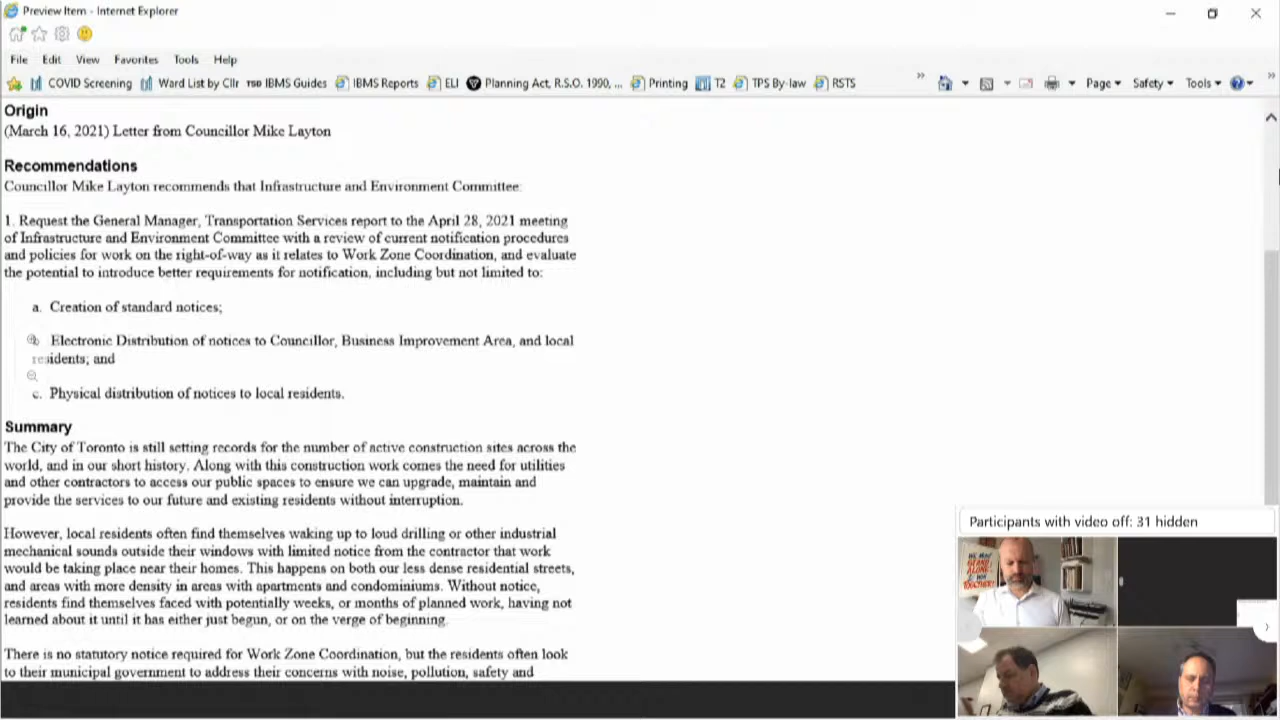 Preview Item - Internet Explorer
File Edit View Favorites Tools Help
COVID Screening Ward List by Cllr TSD IBMS Guides IBMS Reports ELI Planning Act, R.S.O. 1990, ... Printing T2 TPS By-law RSTS » Page Safety Tools »
Origin
(March 16, 2021) Letter from Councillor Mike Layton
Recommendations
Councillor Mike Layton recommends that Infrastructure and Environment Committee:
1. Request the General Manager, Transportation Services report to the April 28, 2021 meeting
of Infrastructure and Environment Committee with a review of current notification procedures
and policies for work on the right-of-way as it relates to Work Zone Coordination, and evaluate
the potential to introduce better requirements for notification, including but not limited to:
a. Creation of standard notices;
Electronic Distribution of notices to Councillor, Business Improvement Area, and local
residents; and
c. Physical distribution of notices to local residents.
Summary
The City of Toronto is still setting records for the number of active construction sites across the
world, and in our short history. Along with this construction work comes the need for utilities
and other contractors to access our public spaces to ensure we can upgrade, maintain and
provide the services to our future and existing residents without interruption.
However, local residents often find themselves waking up to loud drilling or other industrial
mechanical sounds outside their windows with limited notice from the contractor that work
would be taking place near their homes. This happens on both our less dense residential streets,
and areas with more density in areas with apartments and condominiums. Without notice,
residents find themselves faced with potentially weeks, or months of planned work, having not
learned about it until it has either just begun, or on the verge of beginning.
There is no statutory notice required for Work Zone Coordination, but the residents often look
to their municipal government to address their concerns with noise, pollution, safety and
Participants with video off: 31 hidden